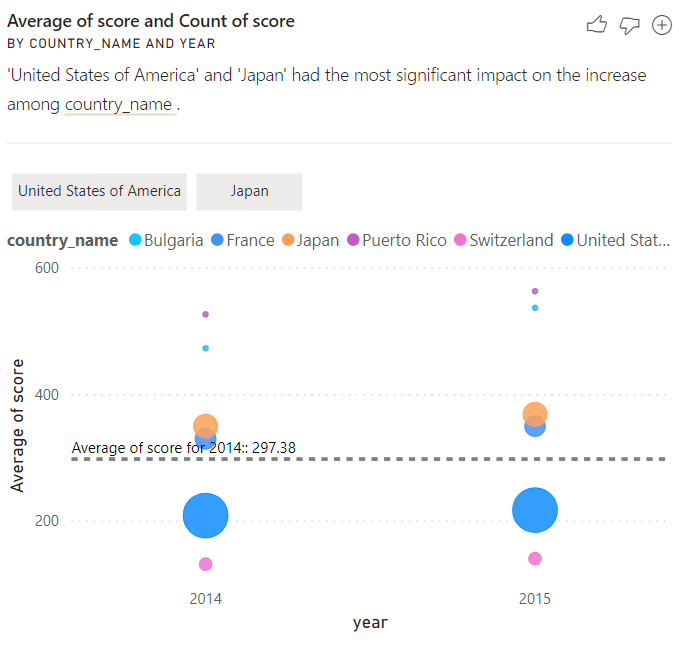 Average of score and Count of score
BY COUNTRY_NAME AND YEAR
'United States of America' and 'Japan' had the most significant impact on the increase
among country_name .
United States of America Japan
country_name Bulgaria France Japan Puerto Rico Switzerland United Stat...
600
400
200
Average of score
Average of score for 2014:: 297.38
2014 2015
year